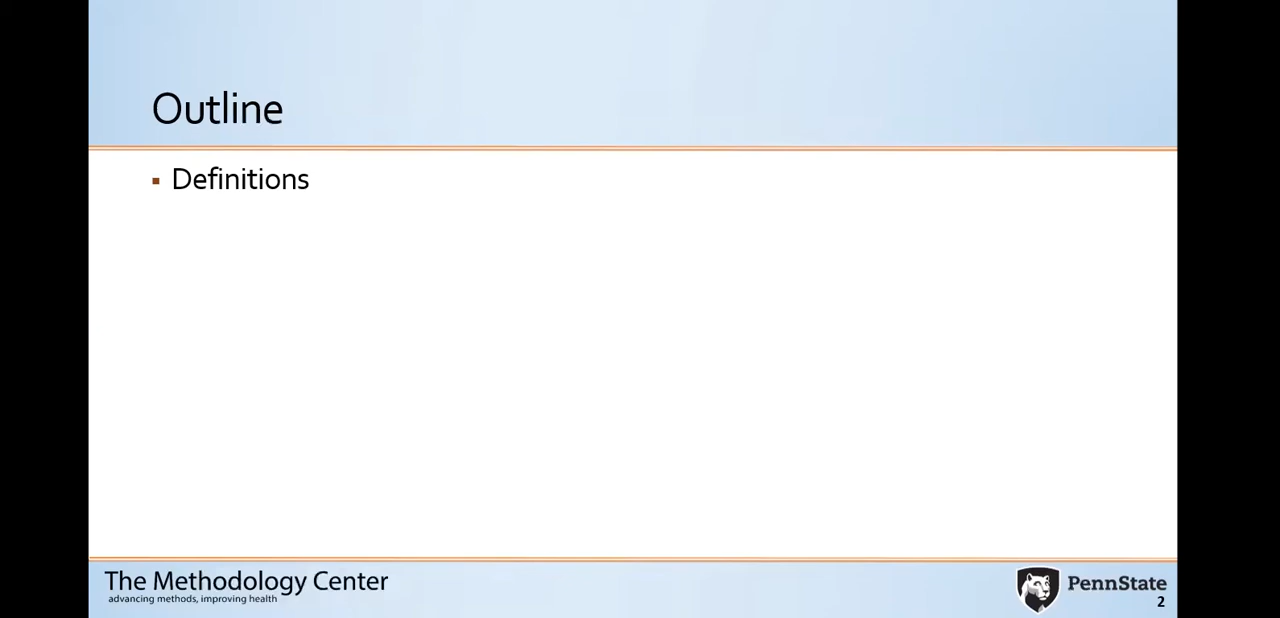 Outline
▪ Definitions
The Methodology Center
advancing methods, improving health
PennState
2